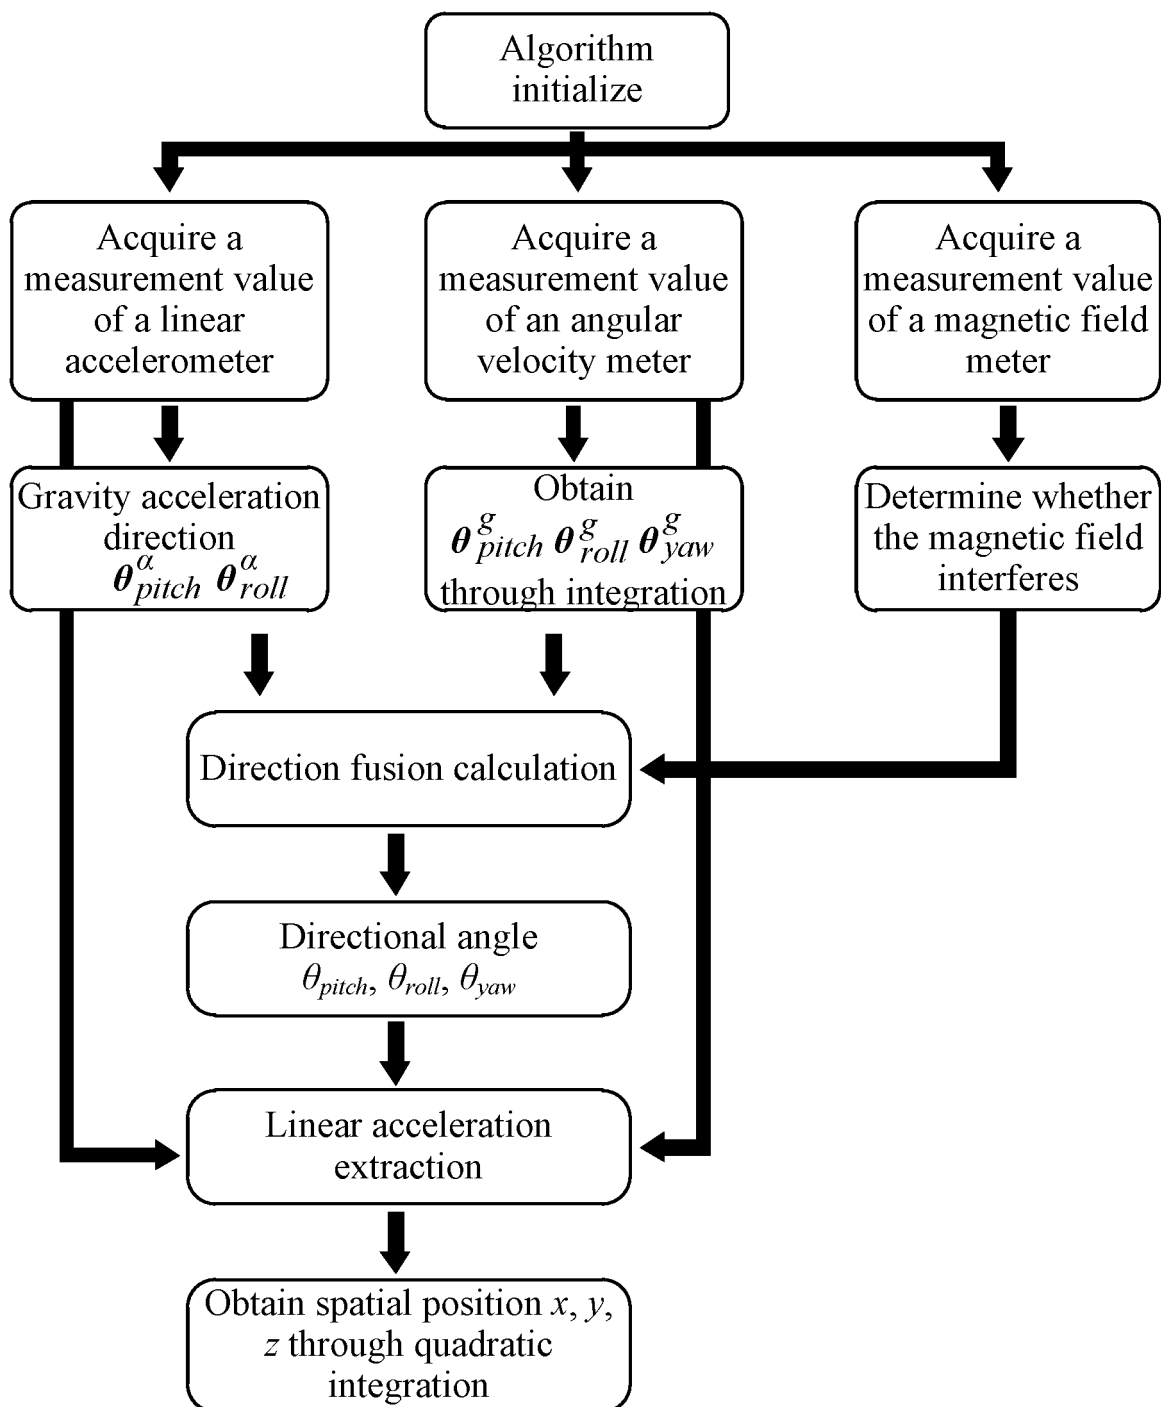 Algorithm
initialize
Acquire a
measurement value
of a linear
accelerometer
Acquire a
measurement value
of an angular
velocity meter
Acquire a
measurement value
of a magnetic field
meter
Gravity acceleration
direction
θ^α_pitch θ^α_roll
Obtain
θ^g_pitch θ^g_roll θ^g_yaw
through integration
Determine whether
the magnetic field
interferes
Direction fusion calculation
Directional angle
θ_pitch, θ_roll, θ_yaw
Linear acceleration
extraction
Obtain spatial position x, y,
z through quadratic
integration